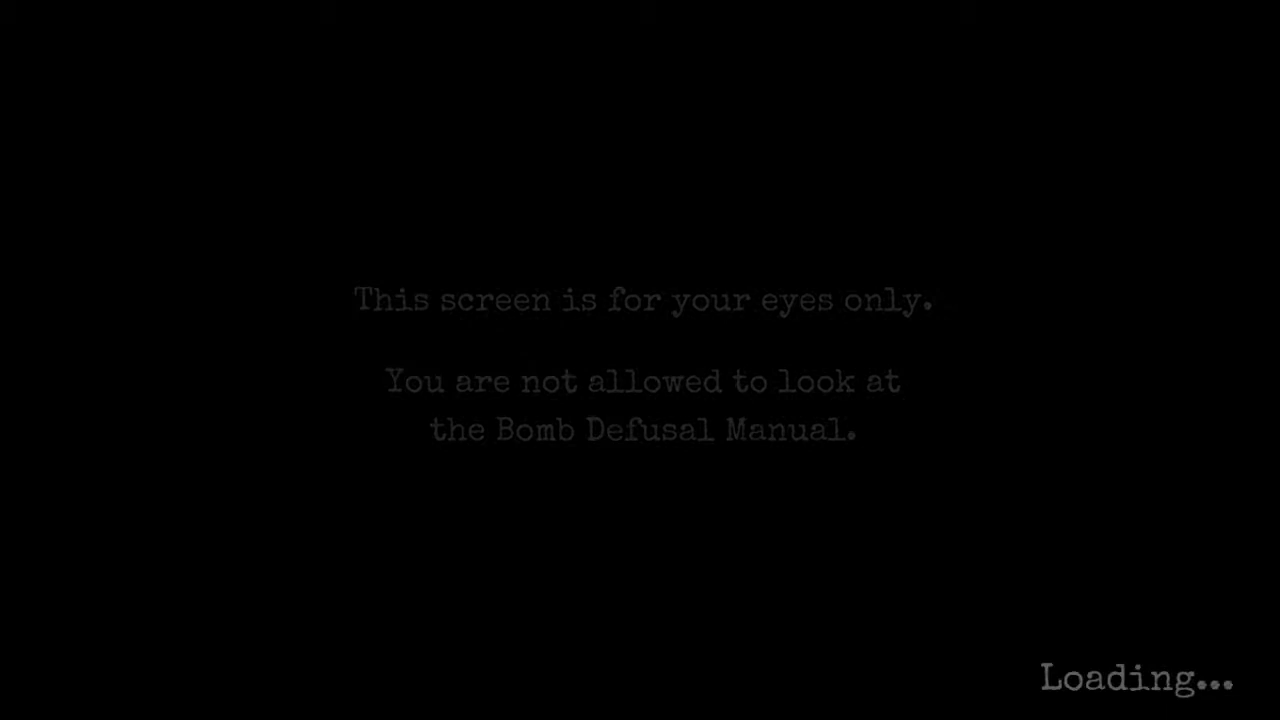 This screen is for your eyes only.
You are not allowed to look at
the Bomb Defusal Manual.
Loading...